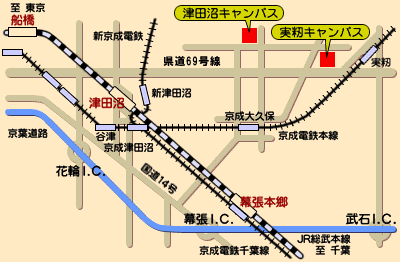 至 東京
船橋
津田沼キャンパス
実籾キャンパス
新京成電鉄
県道69号線
実籾
津田沼
新津田沼
京成大久保
京葉道路
谷津
京成津田沼
京成電鉄本線
花輪I.C.
国道14号
幕張本郷
幕張I.C.
武石I.C.
JR総武本線
至 千葉
京成電鉄千葉線